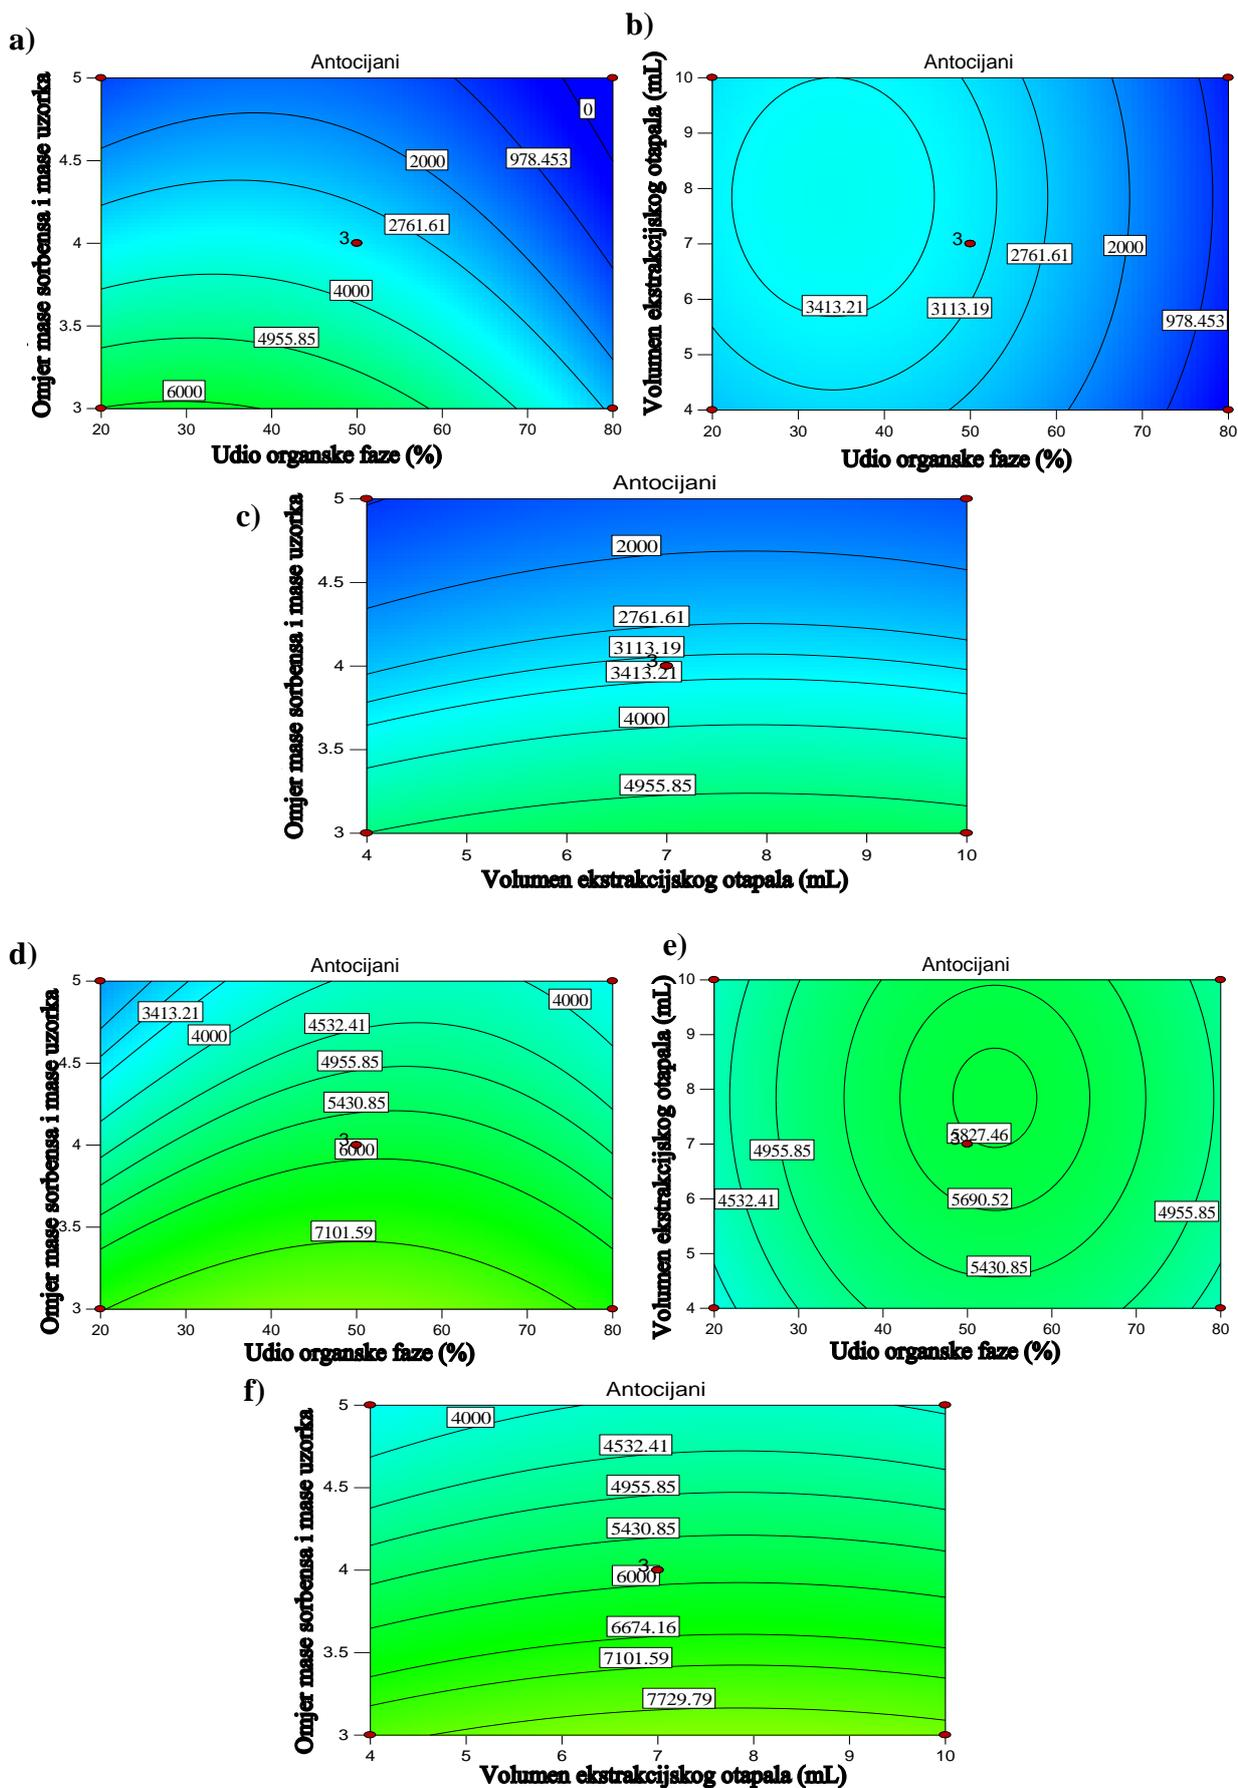 a)
Antocijani
Omjer mase sorbensa i mase uzorka
5
4.5
4
3.5
3
0
978.453
2000
2761.61
3
4000
4955.85
6000
20 30 40 50 60 70 80
Udio organske faze (%)
b)
Antocijani
Volumen ekstrakcijskog otapala (mL)
10
9
8
7
6
5
4
3
2761.61
2000
3413.21
3113.19
978.453
20 30 40 50 60 70 80
Udio organske faze (%)
c)
Antocijani
Omjer mase sorbensa i mase uzorka
5
4.5
4
3.5
3
2000
2761.61
3113.19
3
3413.21
4000
4955.85
4 5 6 7 8 9 10
Volumen ekstrakcijskog otapala (mL)
d)
Antocijani
Omjer mase sorbensa i mase uzorka
5
4.5
4
3.5
3
3413.21
4000
4000
4532.41
4955.85
5430.85
3
6000
7101.59
20 30 40 50 60 70 80
Udio organske faze (%)
e)
Antocijani
Volumen ekstrakcijskog otapala (mL)
10
9
8
7
6
5
4
5827.46
3
4955.85
4532.41
5690.52
4955.85
5430.85
20 30 40 50 60 70 80
Udio organske faze (%)
f)
Antocijani
Omjer mase sorbensa i mase uzorka
5
4.5
4
3.5
3
4000
4532.41
4955.85
5430.85
3
6000
6674.16
7101.59
7729.79
4 5 6 7 8 9 10
Volumen ekstrakcijskog otapala (mL)